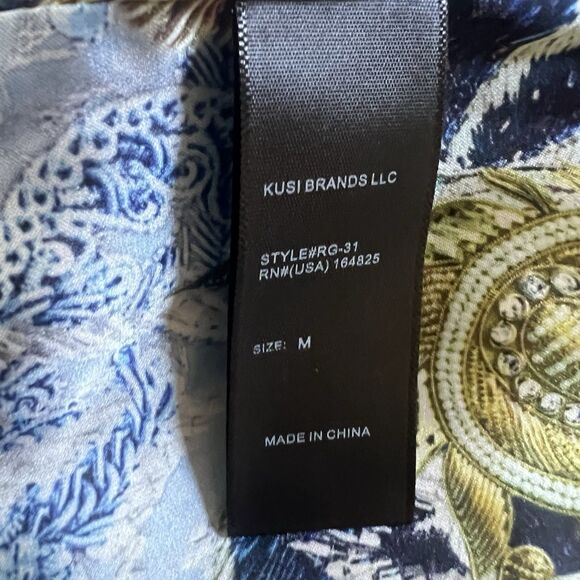 KUSI BRANDS LLC
STYLE#RG-31
RN#(USA) 164825
SIZE: M
MADE IN CHINA